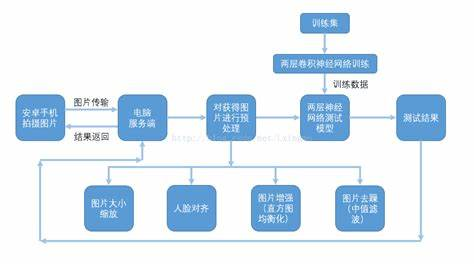 训练集
两层卷积神经网络训练
训练数据
图片传输
结果返回
安卓手机
拍摄图片
电脑
服务端
对获得图
片进行预
处理
两层神经
网络测试
模型
测试结果
图片大小
缩放
人脸对齐
图片增强
(直方图
均衡化)
图片去躁
(中值滤
波)